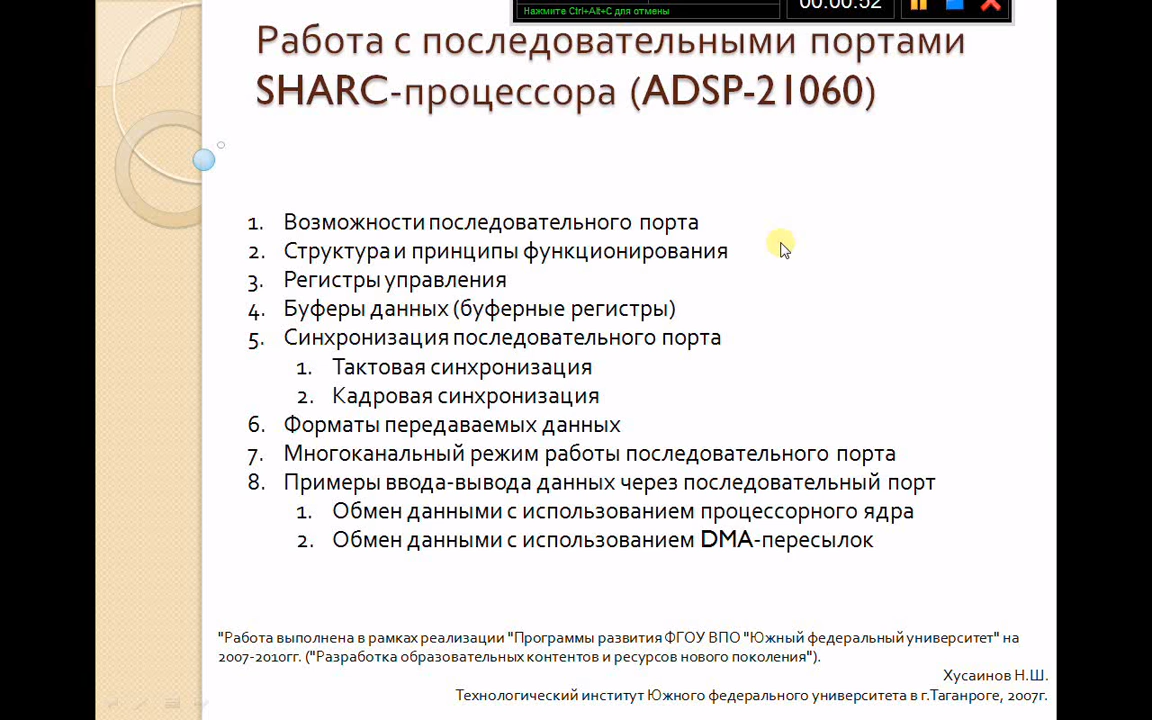 00:00:52
Нажмите Ctrl+Alt+C для отмены
Работа с последовательными портами
SHARC-процессора (ADSP-21060)
1. Возможности последовательного порта
2. Структура и принципы функционирования
3. Регистры управления
4. Буферы данных (буферные регистры)
5. Синхронизация последовательного порта
1. Тактовая синхронизация
2. Кадровая синхронизация
6. Форматы передаваемых данных
7. Многоканальный режим работы последовательного порта
8. Примеры ввода-вывода данных через последовательный порт
1. Обмен данными с использованием процессорного ядра
2. Обмен данными с использованием DMA-пересылок
"Работа выполнена в рамках реализации "Программы развития ФГОУ ВПО "Южный федеральный университет" на
2007-2010гг. ("Разработка образовательных контентов и ресурсов нового поколения").
Хусаинов Н.Ш.
Технологический институт Южного федерального университета в г.Таганроге, 2007г.